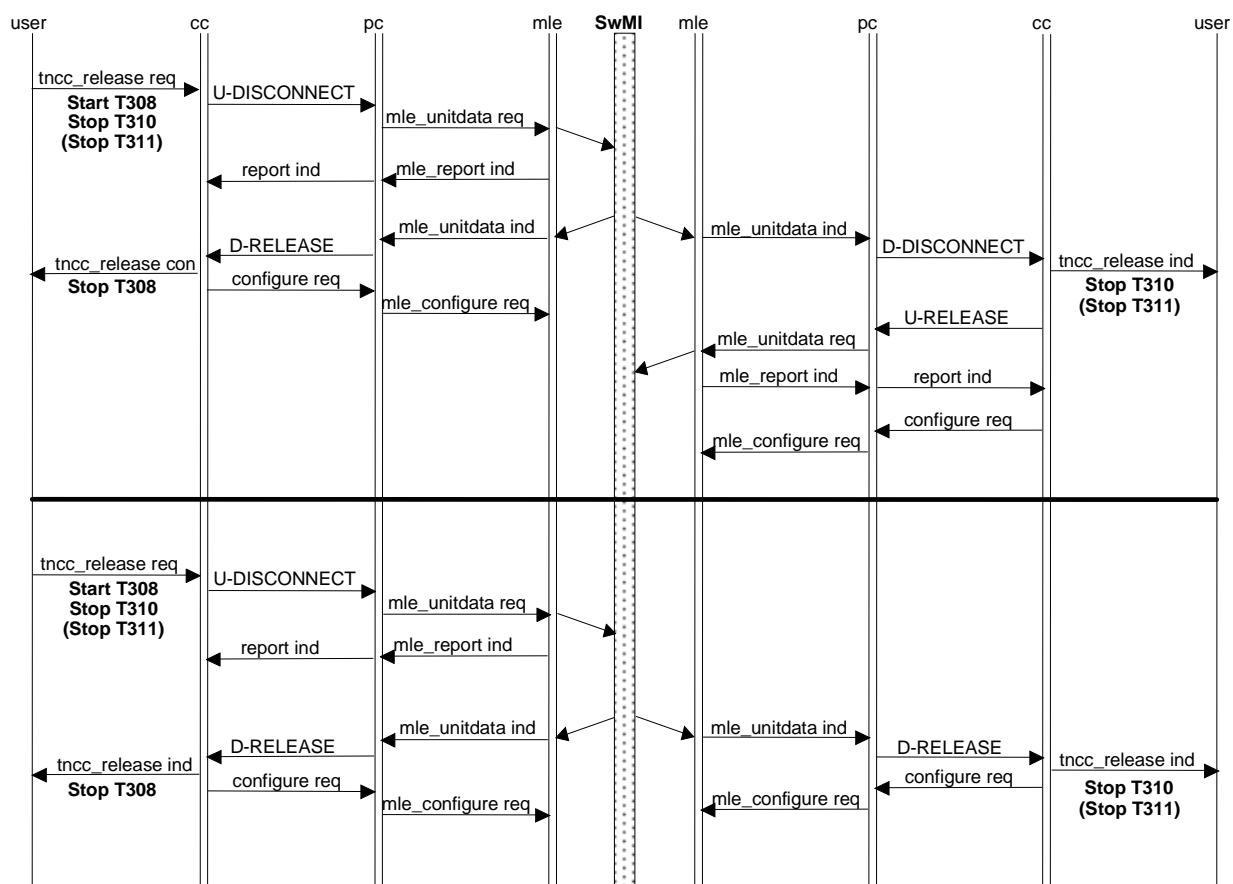 user cc pc mle SwMI mle pc cc user
tncc_release req
U-DISCONNECT
Start T308
Stop T310
(Stop T311)
mle_unitdata req
report ind
mle_report ind
mle_unitdata ind
mle_unitdata ind
D-RELEASE
D-DISCONNECT
tncc_release con
Stop T308
configure req
tncc_release ind
Stop T310
(Stop T311)
mle_configure req
U-RELEASE
mle_unitdata req
mle_report ind
report ind
configure req
mle_configure req
tncc_release req
U-DISCONNECT
Start T308
Stop T310
(Stop T311)
mle_unitdata req
report ind
mle_report ind
mle_unitdata ind
mle_unitdata ind
D-RELEASE
D-RELEASE
tncc_release ind
Stop T308
configure req
configure req
tncc_release ind
Stop T310
(Stop T311)
mle_configure req
mle_configure req